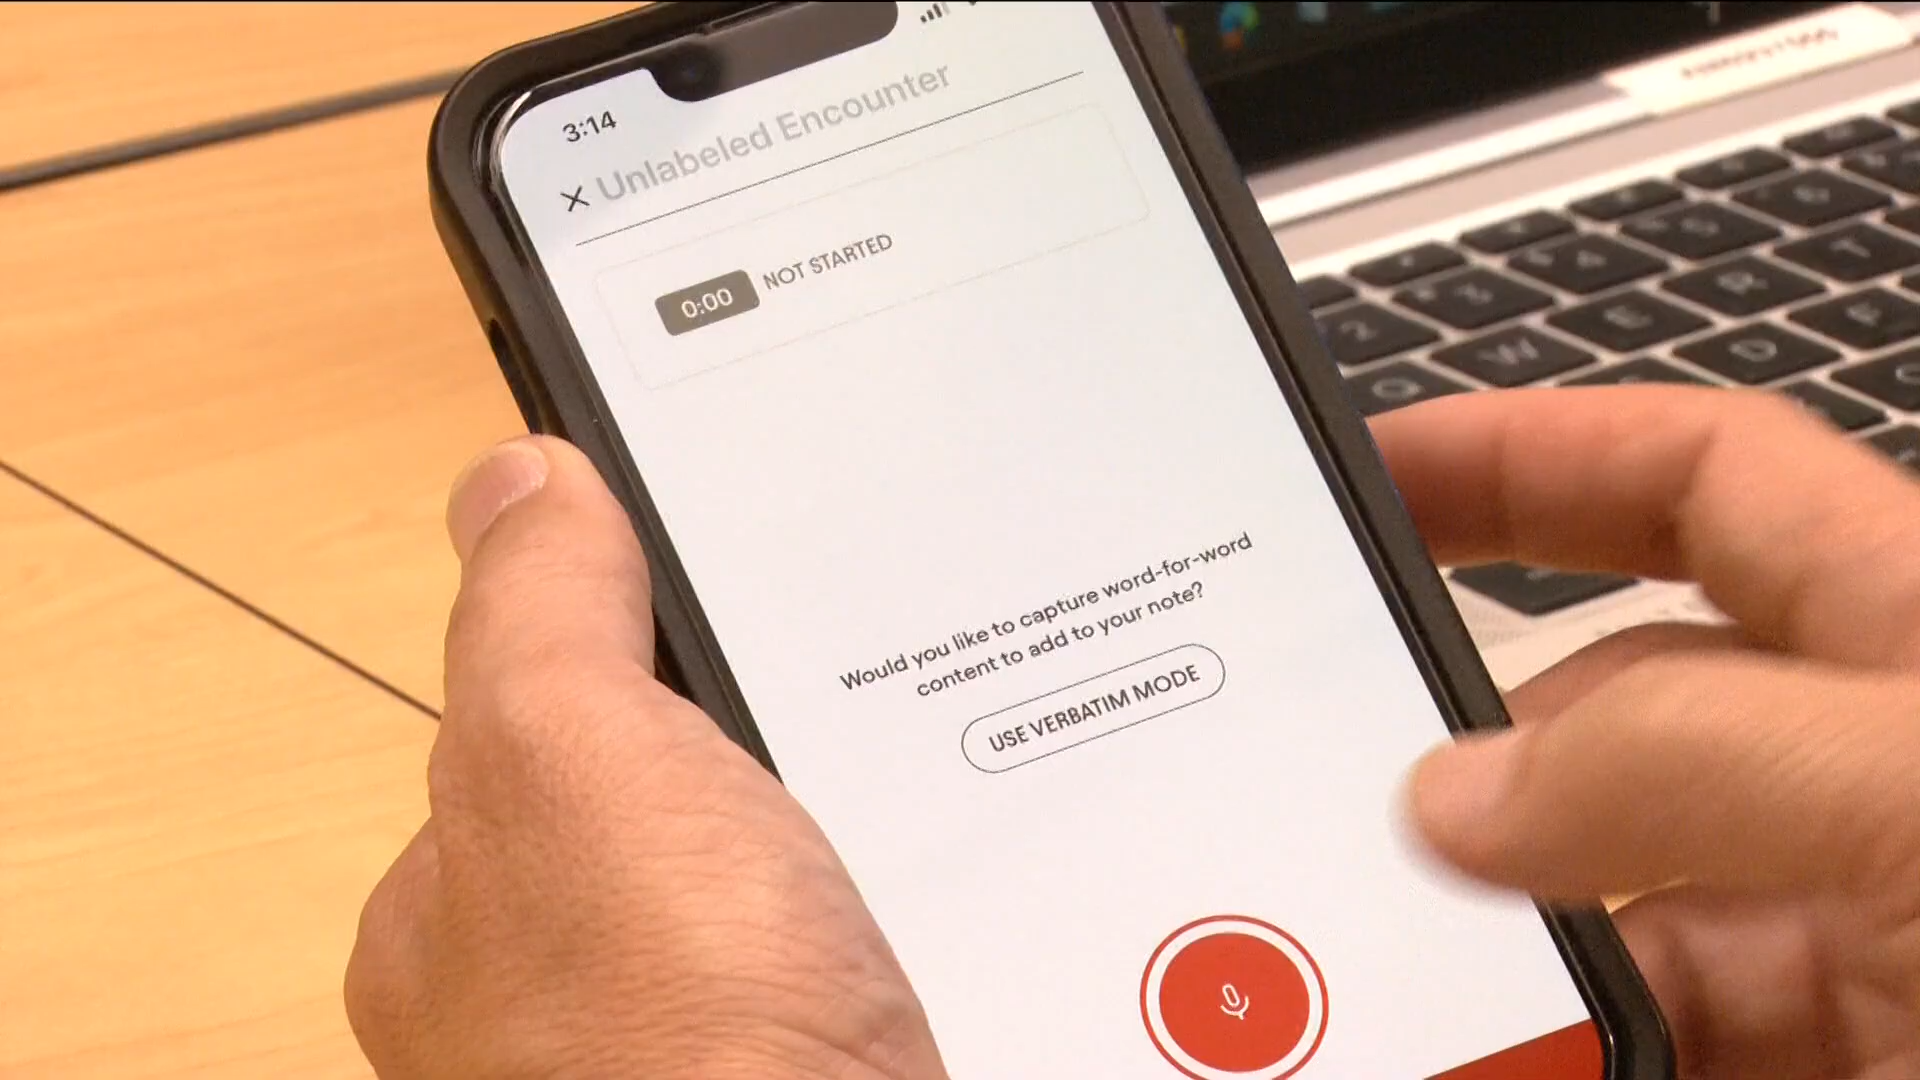 3:14
Unlabeled Encounter
0:00 NOT STARTED
Would you like to capture word-for-word
content to add to your note?
USE VERBATIM MODE
2
W
E
R
T
D